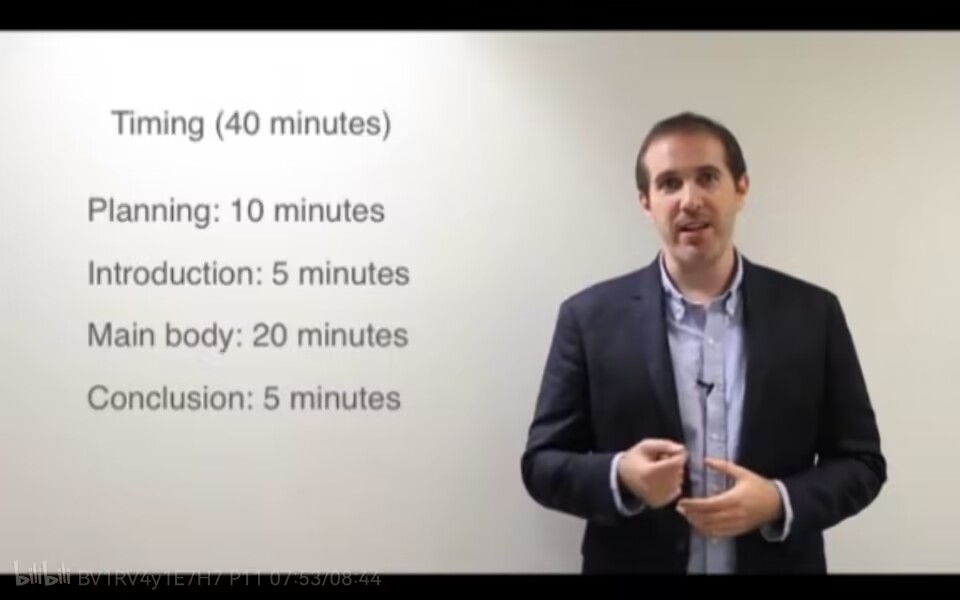 Timing (40 minutes)
Planning: 10 minutes
Introduction: 5 minutes
Main body: 20 minutes
Conclusion: 5 minutes
bilibili BV1RV4y1E7H7 P11 07:53/08:44